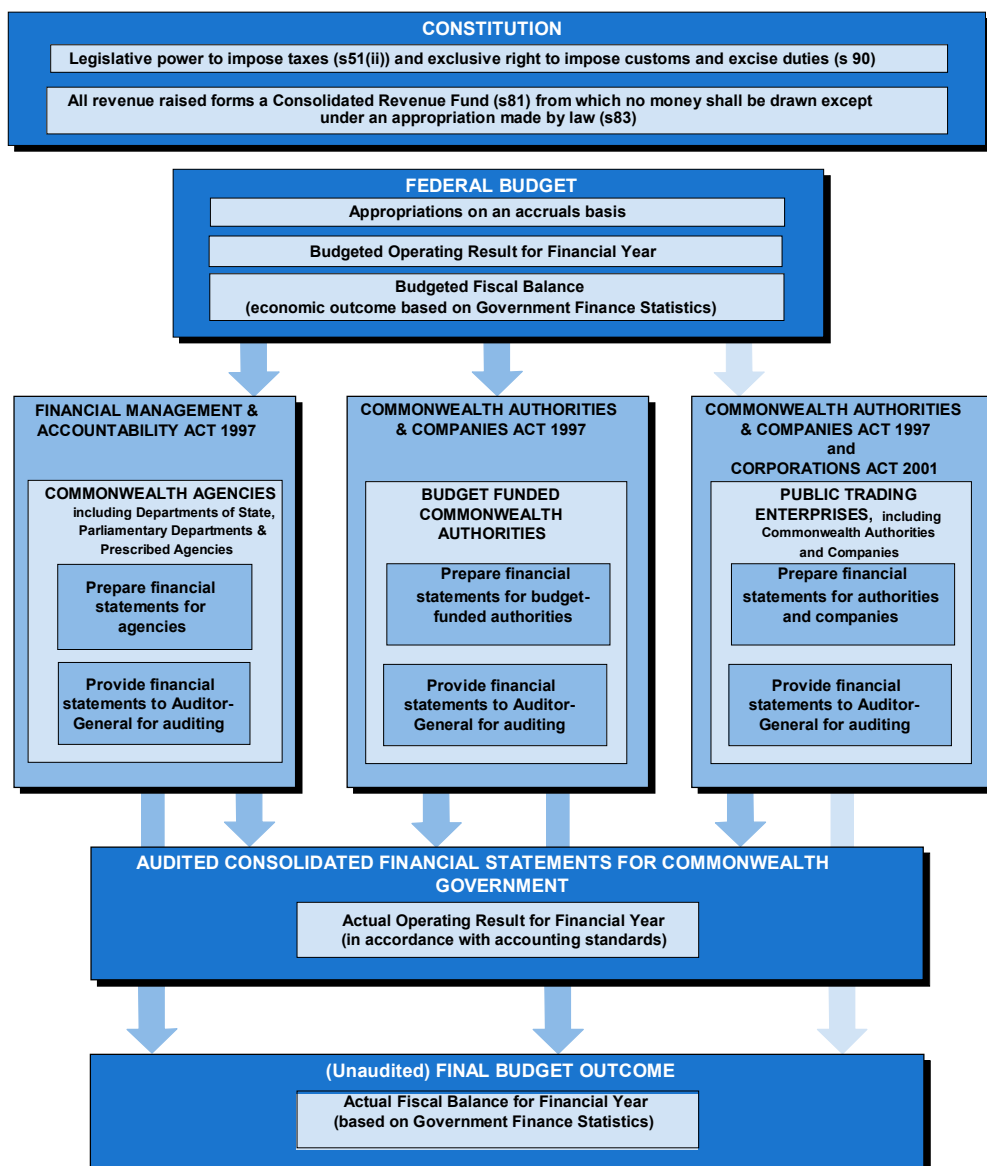 CONSTITUTION
Legislative power to impose taxes (s51(ii)) and exclusive right to impose customs and excise duties (s 90)
All revenue raised forms a Consolidated Revenue Fund (s81) from which no money shall be drawn except
under an appropriation made by law (s83)
FEDERAL BUDGET
Appropriations on an accruals basis
Budgeted Operating Result for Financial Year
Budgeted Fiscal Balance
(economic outcome based on Government Finance Statistics)
FINANCIAL MANAGEMENT &
ACCOUNTABILITY ACT 1997
COMMONWEALTH AGENCIES
including Departments of State,
Parliamentary Departments &
Prescribed Agencies
Prepare financial
statements for
agencies
Provide financial
statements to Auditor-
General for auditing
COMMONWEALTH AUTHORITIES
& COMPANIES ACT 1997
BUDGET FUNDED
COMMONWEALTH
AUTHORITIES
Prepare financial
statements for budget-
funded authorities
Provide financial
statements to Auditor-
General for auditing
COMMONWEALTH AUTHORITIES
& COMPANIES ACT 1997
and
CORPORATIONS ACT 2001
PUBLIC TRADING
ENTERPRISES, including
Commonwealth Authorities
and Companies
Prepare financial
statements for authorities
and companies
Provide financial
statements to Auditor-
General for auditing
AUDITED CONSOLIDATED FINANCIAL STATEMENTS FOR COMMONWEALTH
GOVERNMENT
Actual Operating Result for Financial Year
(in accordance with accounting standards)
(Unaudited) FINAL BUDGET OUTCOME
Actual Fiscal Balance for Financial Year
(based on Government Finance Statistics)